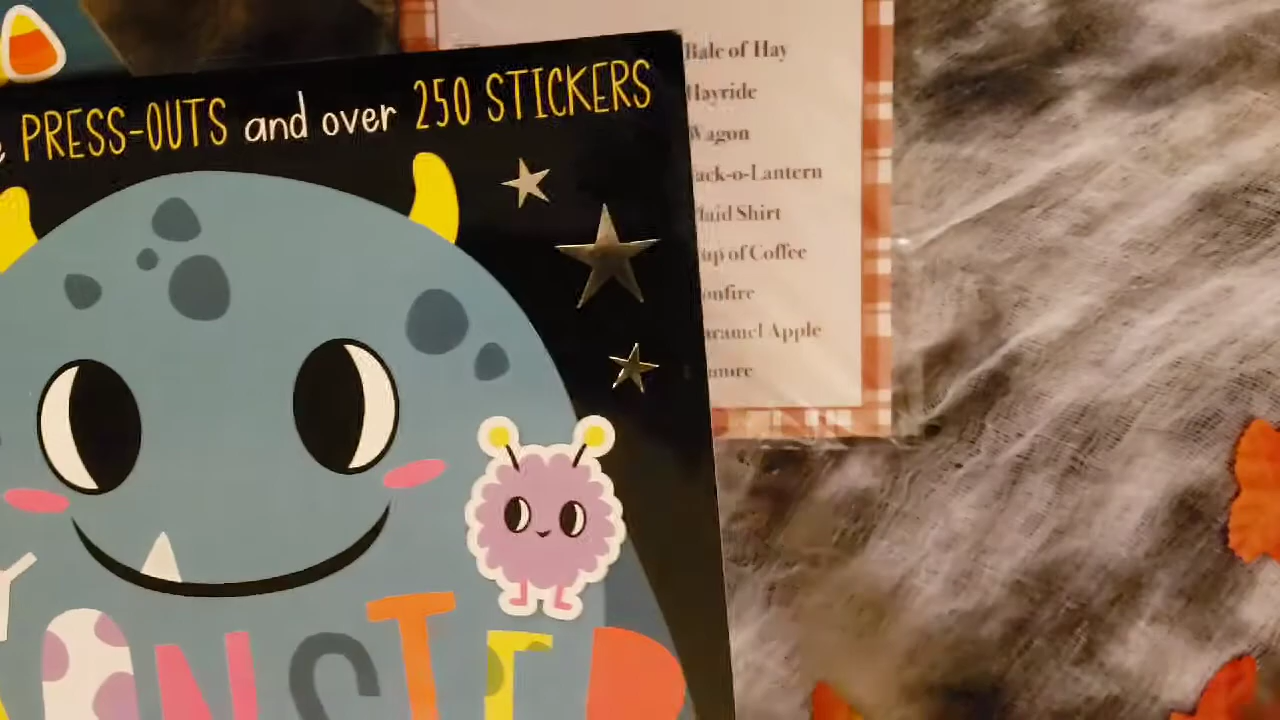 PRESS-OUTS and over 250 STICKERS
MONSTER
Bale of Hay
Hayride
Wagon
ack-o-Lantern
laid Shirt
up of Coffee
onfire
aramel Apple